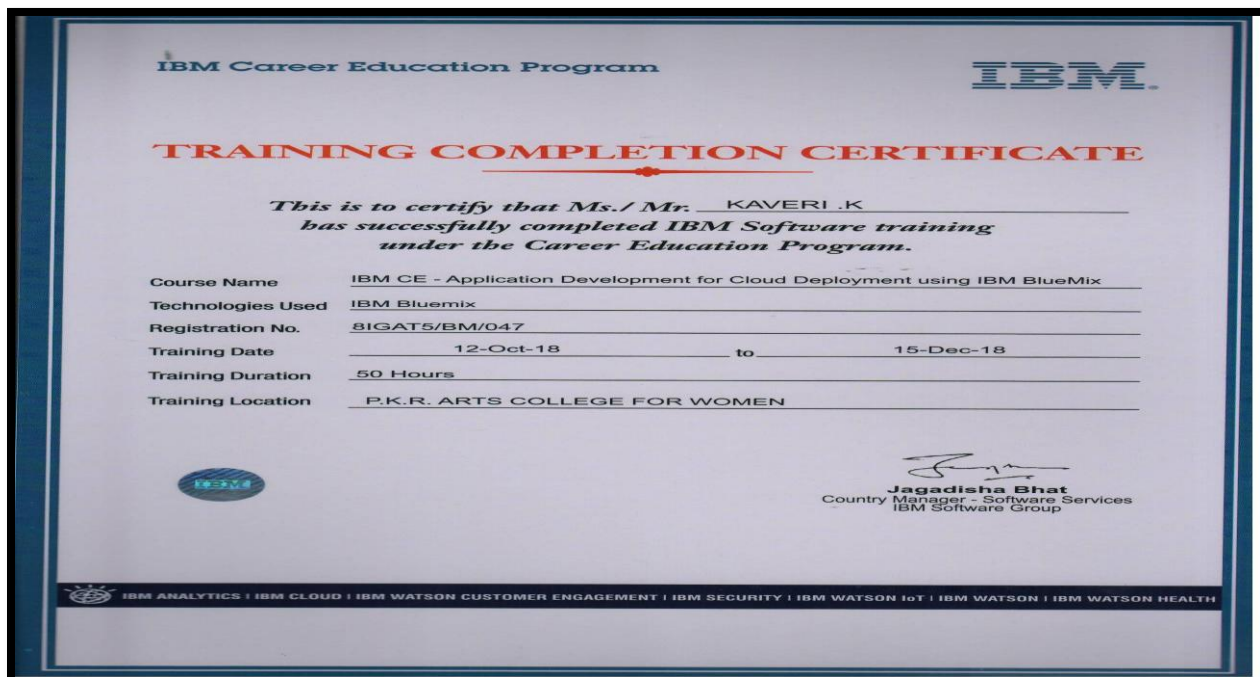 IBM Career Education Program
IBM.
TRAINING COMPLETION CERTIFICATE
This is to certify that Ms./ Mr. KAVERI .K
has successfully completed IBM Software training
under the Career Education Program.
Course Name IBM CE - Application Development for Cloud Deployment using IBM BlueMix
Technologies Used IBM Bluemix
Registration No. 8IGAT5/BM/047
Training Date 12-Oct-18 to 15-Dec-18
Training Duration 50 Hours
Training Location P.K.R. ARTS COLLEGE FOR WOMEN
IBM
Jagadisha Bhat
Country Manager - Software Services
IBM Software Group
IBM ANALYTICS I IBM CLOUD I IBM WATSON CUSTOMER ENGAGEMENT I IBM SECURITY I IBM WATSON IoT I IBM WATSON I IBM WATSON HEALTH